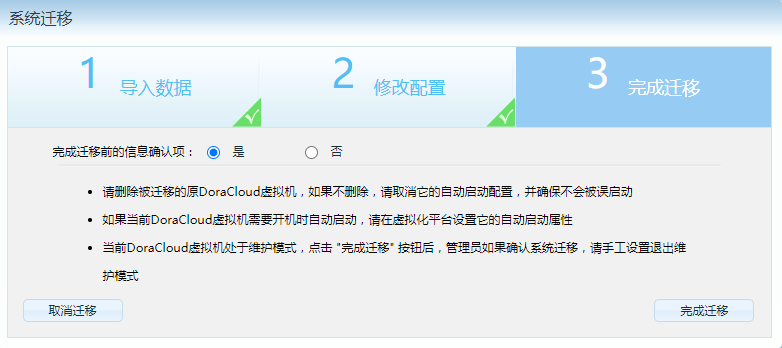 系统迁移
1 导入数据
2 修改配置
3 完成迁移
完成迁移前的信息确认项： 是 否
请删除被迁移的原DoraCloud虚拟机，如果不删除，请取消它的自动启动配置，并确保不会被误启动
如果当前DoraCloud虚拟机需要开机时自动启动，请在虚拟化平台设置它的自动启动属性
当前DoraCloud虚拟机处于维护模式，点击 "完成迁移" 按钮后，管理员如果确认系统迁移，请手工设置退出维
护模式
取消迁移
完成迁移